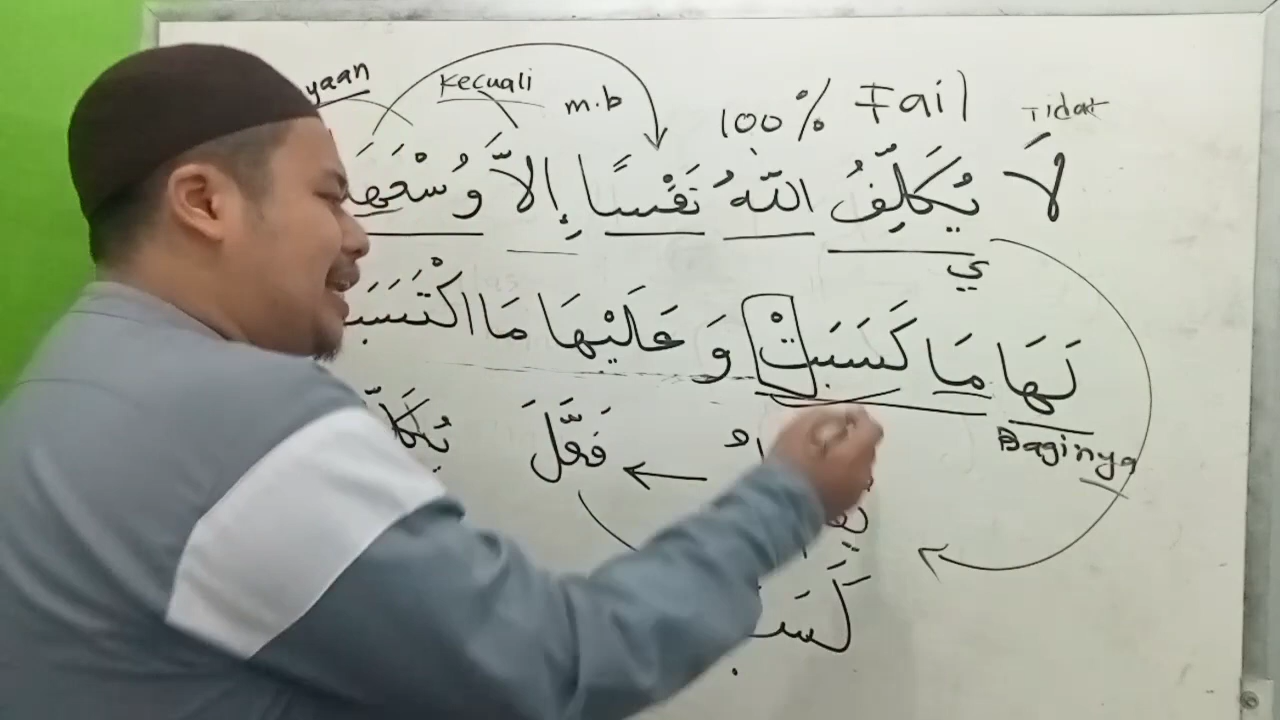 Kecuali m.b 100% Fail Tidak
لَا يُكَلِّفُ اللّٰهُ نَفْسًا إِلَّا وُسْعَهَا
ي
لَهَا مَا كَسَبَتْ وَ عَلَيْهَا مَا اكْتَسَبَ
Baginya
فَعَّلَ
كَسَبَ